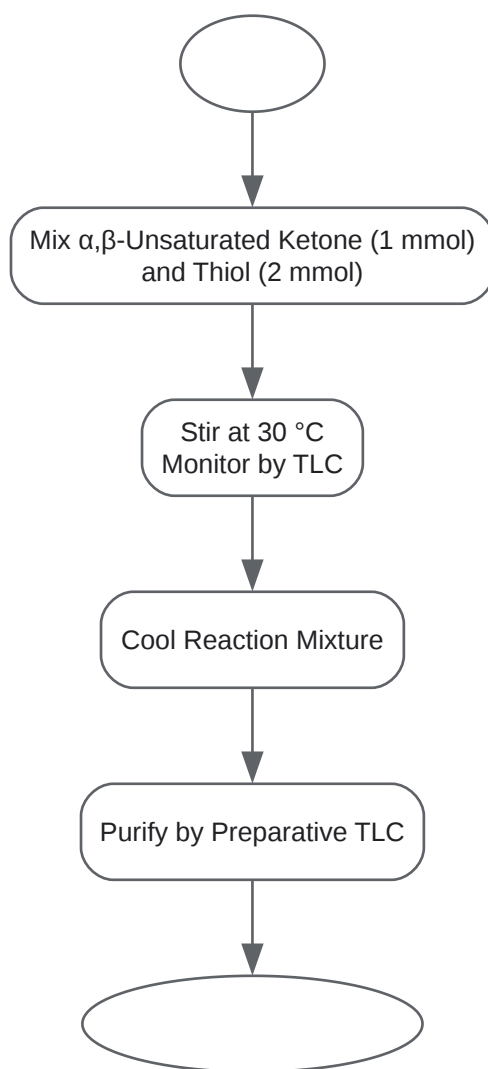 Mix α,β-Unsaturated Ketone (1 mmol)
and Thiol (2 mmol)
Stir at 30 °C
Monitor by TLC
Cool Reaction Mixture
Purify by Preparative TLC